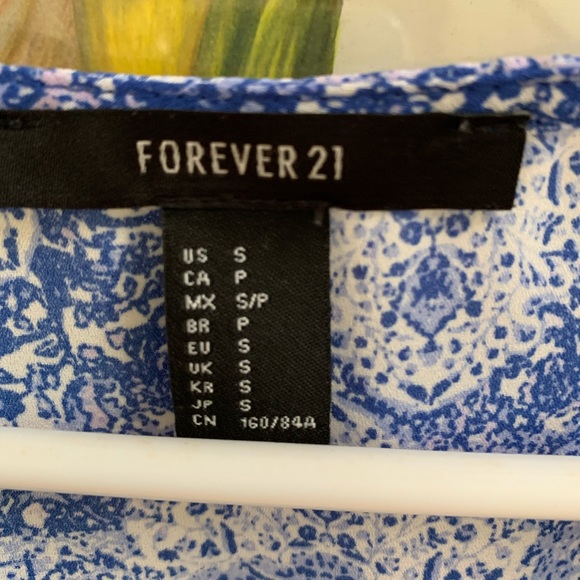 FOREVER 21
US S
CA P
MX S/P
BR P
EU S
UK S
KR S
JP S
CN 160/84A